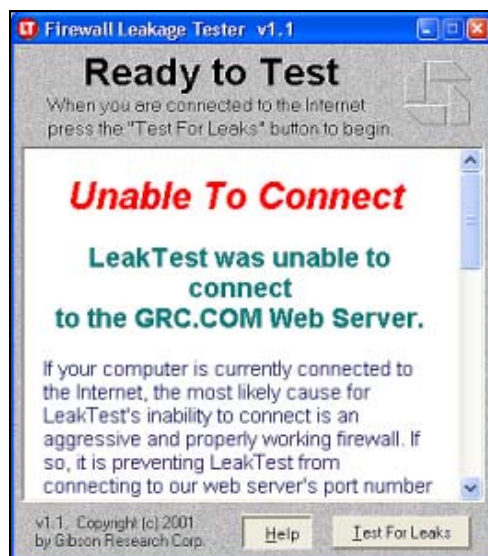 LT Firewall Leakage Tester v1.1
Ready to Test
When you are connected to the Internet
press the "Test For Leaks" button to begin.
Unable To Connect
LeakTest was unable to
connect
to the GRC.COM Web Server.
If your computer is currently connected to
the Internet, the most likely cause for
LeakTest's inability to connect is an
aggressive and properly working firewall. If
so, it is preventing LeakTest from
connecting to our web server's port number
v1.1, Copyright (c) 2001
by Gibson Research Corp.
Help
Test For Leaks